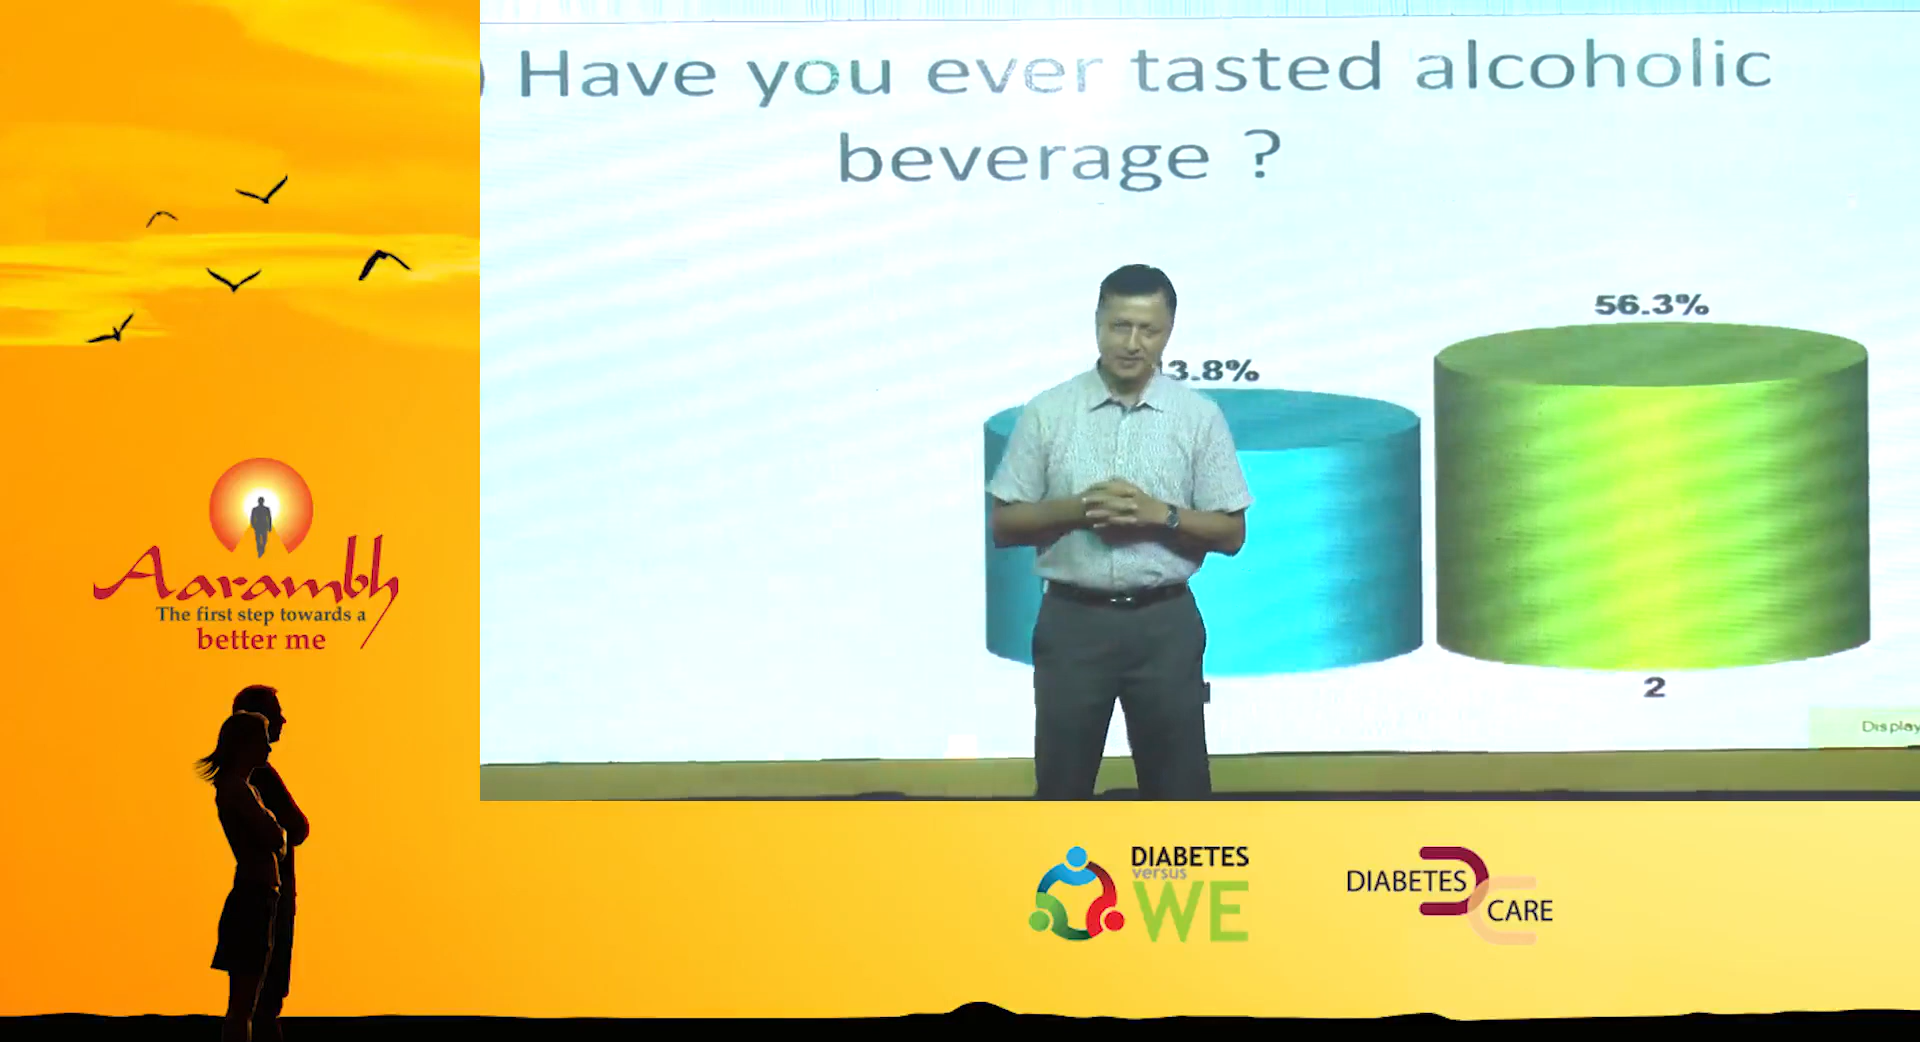 ) Have you ever tasted alcoholic
beverage ?
56.3%
3.8%
2
Display
Aarambh
The first step towards a
better me
DIABETES
versus
WE
DIABETES
CARE